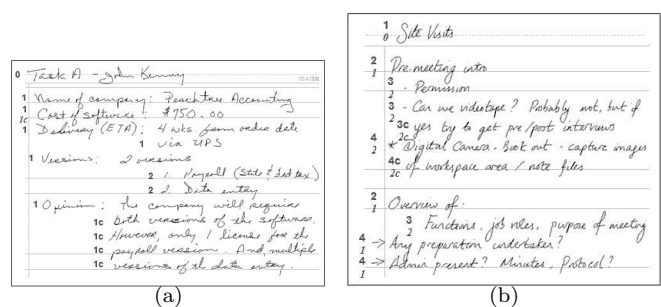 0 Task A - John Kenny
1 Name of company: Peachtree Accounting
1c Cost of software: $750.00
1 Delivery (ETA): 4 wks. from order date
1 via UPS
1 Versions: 2 versions
2 1. Payroll (State & Fed tax)
2 2. Data entry
1 Opinion: The company will require
1c both versions of the software.
1c However, only 1 license for the
1c payroll version. And, multiple
1c versions of the data entry.
(a)
1 0 Site Visits
2 1 Pre-meeting intro
3 2 - Permission
3 2 - Can we videotape? Probably not, but if
3c 2c yes try to get pre/post interviews
4 2 * Digital Camera - Book out - capture images
4c 2c of workspace area / note files
2 1 Overview of:
3 2 Functions, job roles, purpose of meeting
4 1 → Any preparation undertaken?
4 1 → Admin present? Minutes, Protocol?
(b)